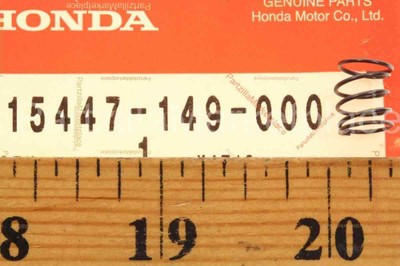 HONDA
GENUINE PARTS
Honda Motor Co., Ltd.
15447-149-000
1
8 19 20